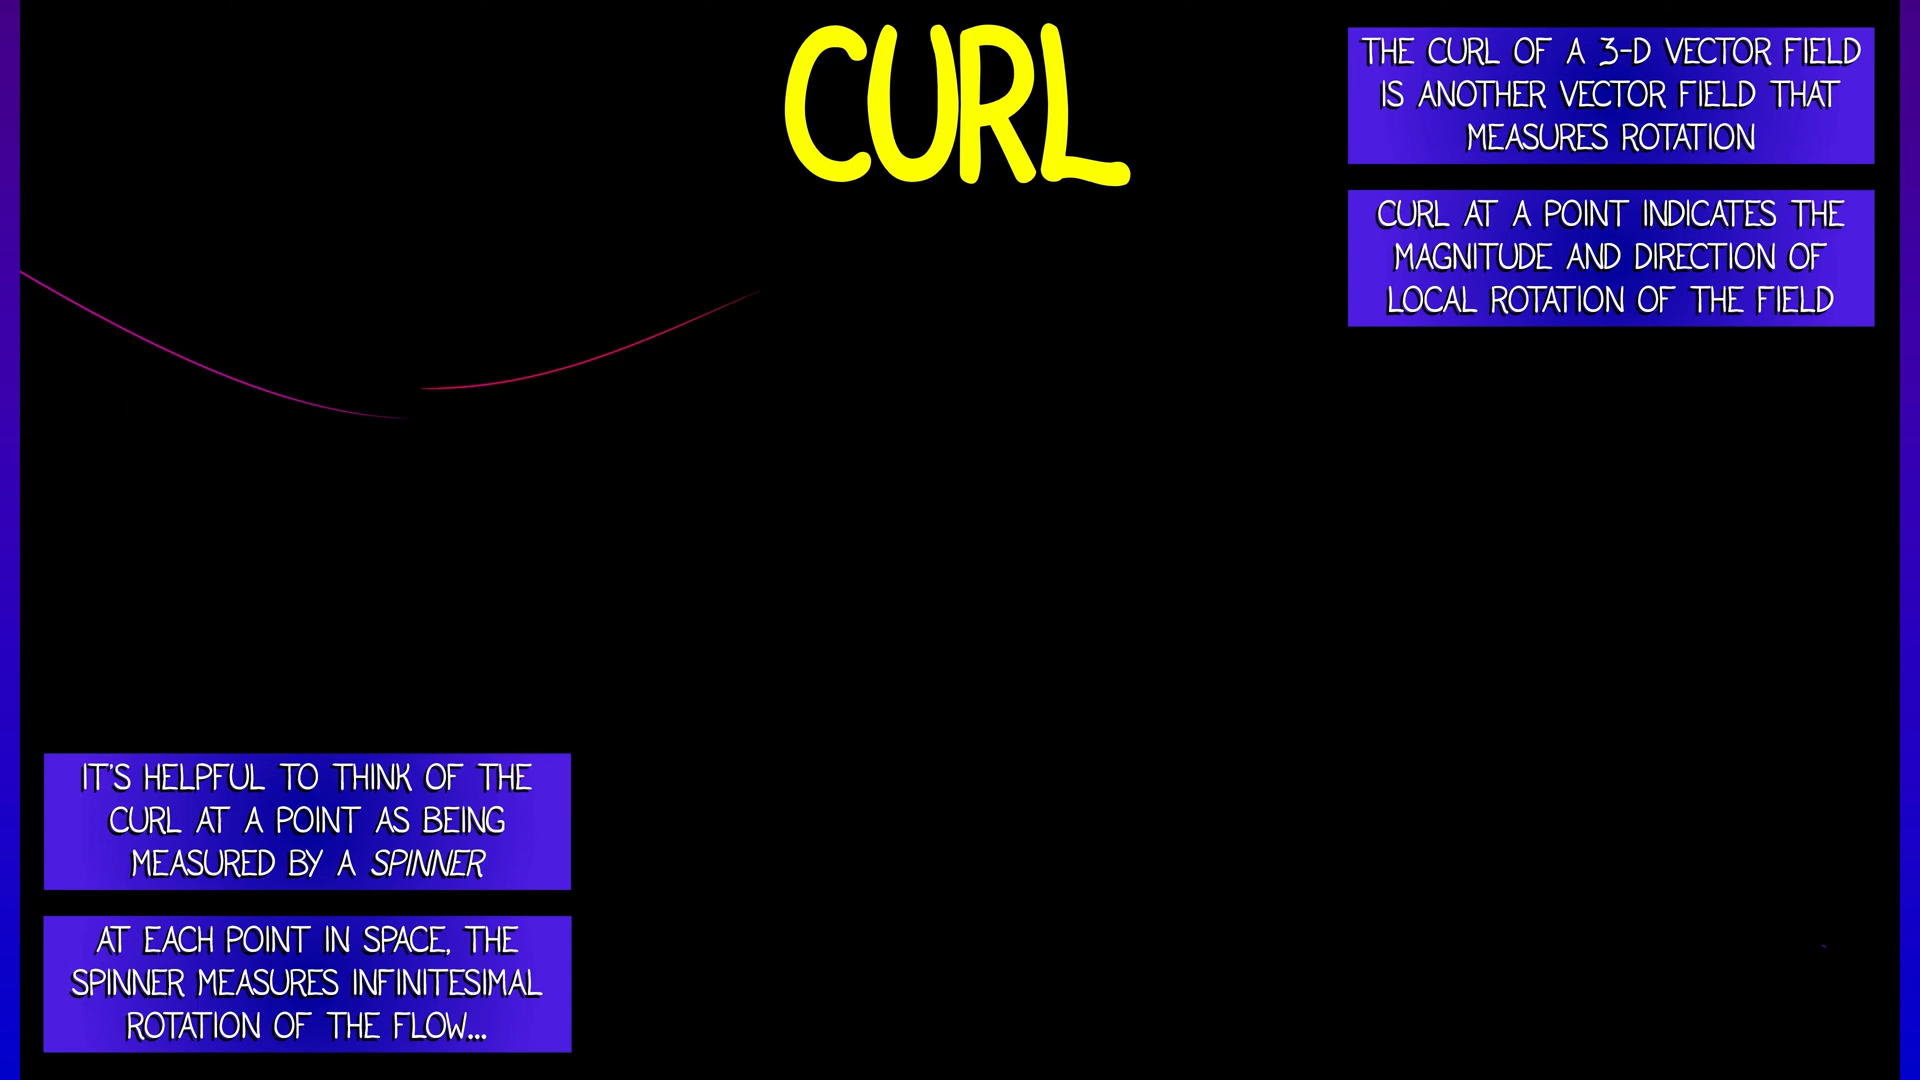 CURL
THE CURL OF A 3-D VECTOR FIELD
IS ANOTHER VECTOR FIELD THAT
MEASURES ROTATION
CURL AT A POINT INDICATES THE
MAGNITUDE AND DIRECTION OF
LOCAL ROTATION OF THE FIELD
IT'S HELPFUL TO THINK OF THE
CURL AT A POINT AS BEING
MEASURED BY A SPINNER
AT EACH POINT IN SPACE, THE
SPINNER MEASURES INFINITESIMAL
ROTATION OF THE FLOW...